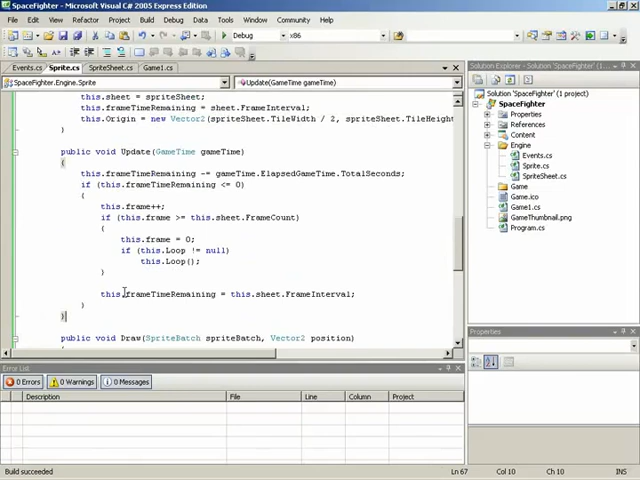 SpaceFighter - Microsoft Visual C# 2005 Express Edition
File Edit View Refactor Project Build Debug Data Tools Window Community Help
Debug x86
Events.cs Sprite.cs SpriteSheet.cs Game1.cs
SpaceFighter.Engine.Sprite Update(GameTime gameTime)
this.sheet = spriteSheet;
this.frameTimeRemaining = sheet.FrameInterval;
this.Origin = new Vector2(spriteSheet.TileWidth / 2, spriteSheet.TileHeight
}
public void Update(GameTime gameTime)
{
this.frameTimeRemaining -= gameTime.ElapsedGameTime.TotalSeconds;
if (this.frameTimeRemaining <= 0)
{
this.frame++;
if (this.frame >= this.sheet.FrameCount)
{
this.frame = 0;
if (this.Loop != null)
this.Loop();
}
this.frameTimeRemaining = this.sheet.FrameInterval;
}
}
public void Draw(SpriteBatch spriteBatch, Vector2 position)
Solution Explorer - SpaceFighter
Solution 'SpaceFighter' (1 project)
SpaceFighter
Properties
References
Content
Engine
Events.cs
Sprite.cs
SpriteSheet.cs
Game
Game.ico
Game1.cs
GameThumbnail.png
Program.cs
Properties
Error List
0 Errors 0 Warnings 0 Messages
Description File Line Column Project
Build succeeded Ln 67 Col 10 Ch 10